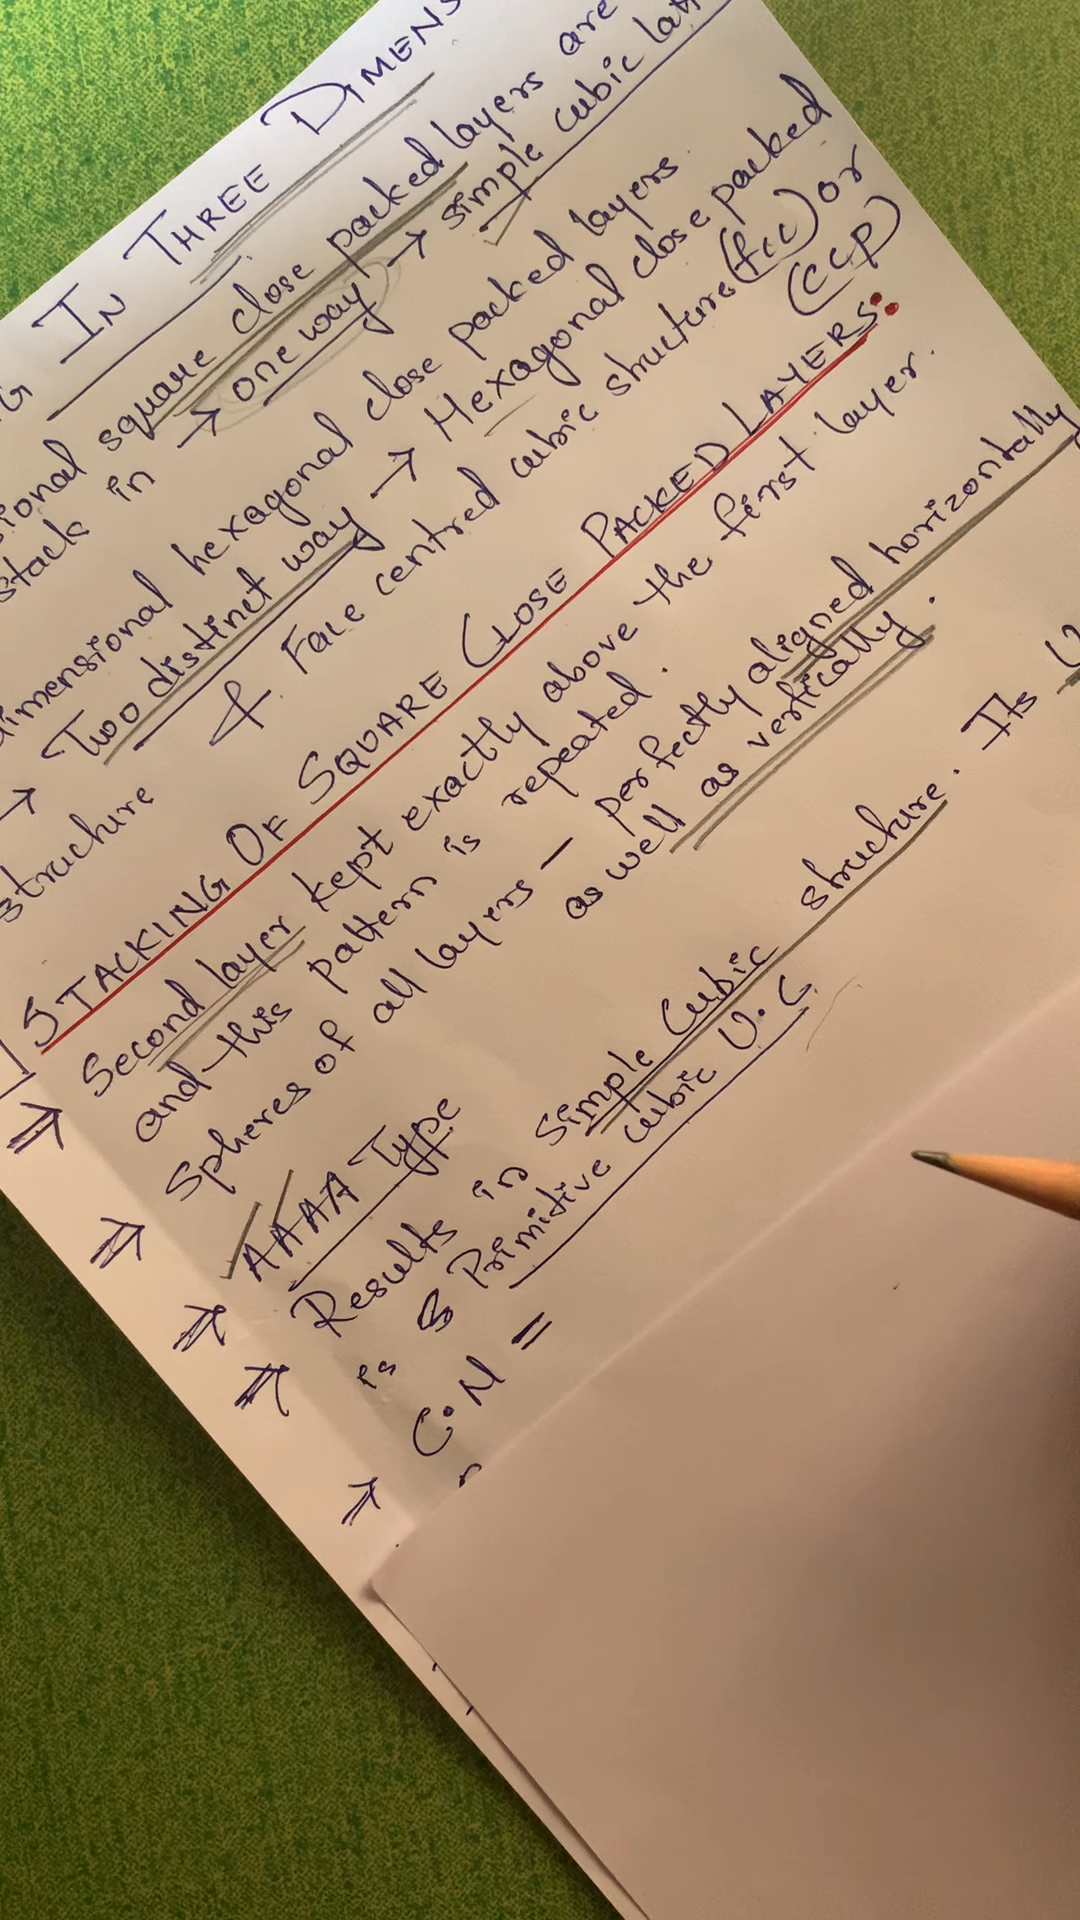 G IN THREE DIMENS
ional square close packed layers are
stack in → one way → simple cubic lat
dimensional hexagonal close packed layers
→ Two distinct way → Hexagonal close packed
structure & Face centred cubic structure (fcc) or
(ccp)
STACKING OF SQUARE CLOSE PACKED LAYERS:
⇒ Second layer kept exactly above the first layer.
and this pattern is repeated.
⇒ Spheres of all layers — perfectly aligned horizontally
as well as vertically.
⇒ AAAA Type
⇒ Results in Simple Cubic structure. Its U
is Primitive cubic U.C.
⇒ C.N =